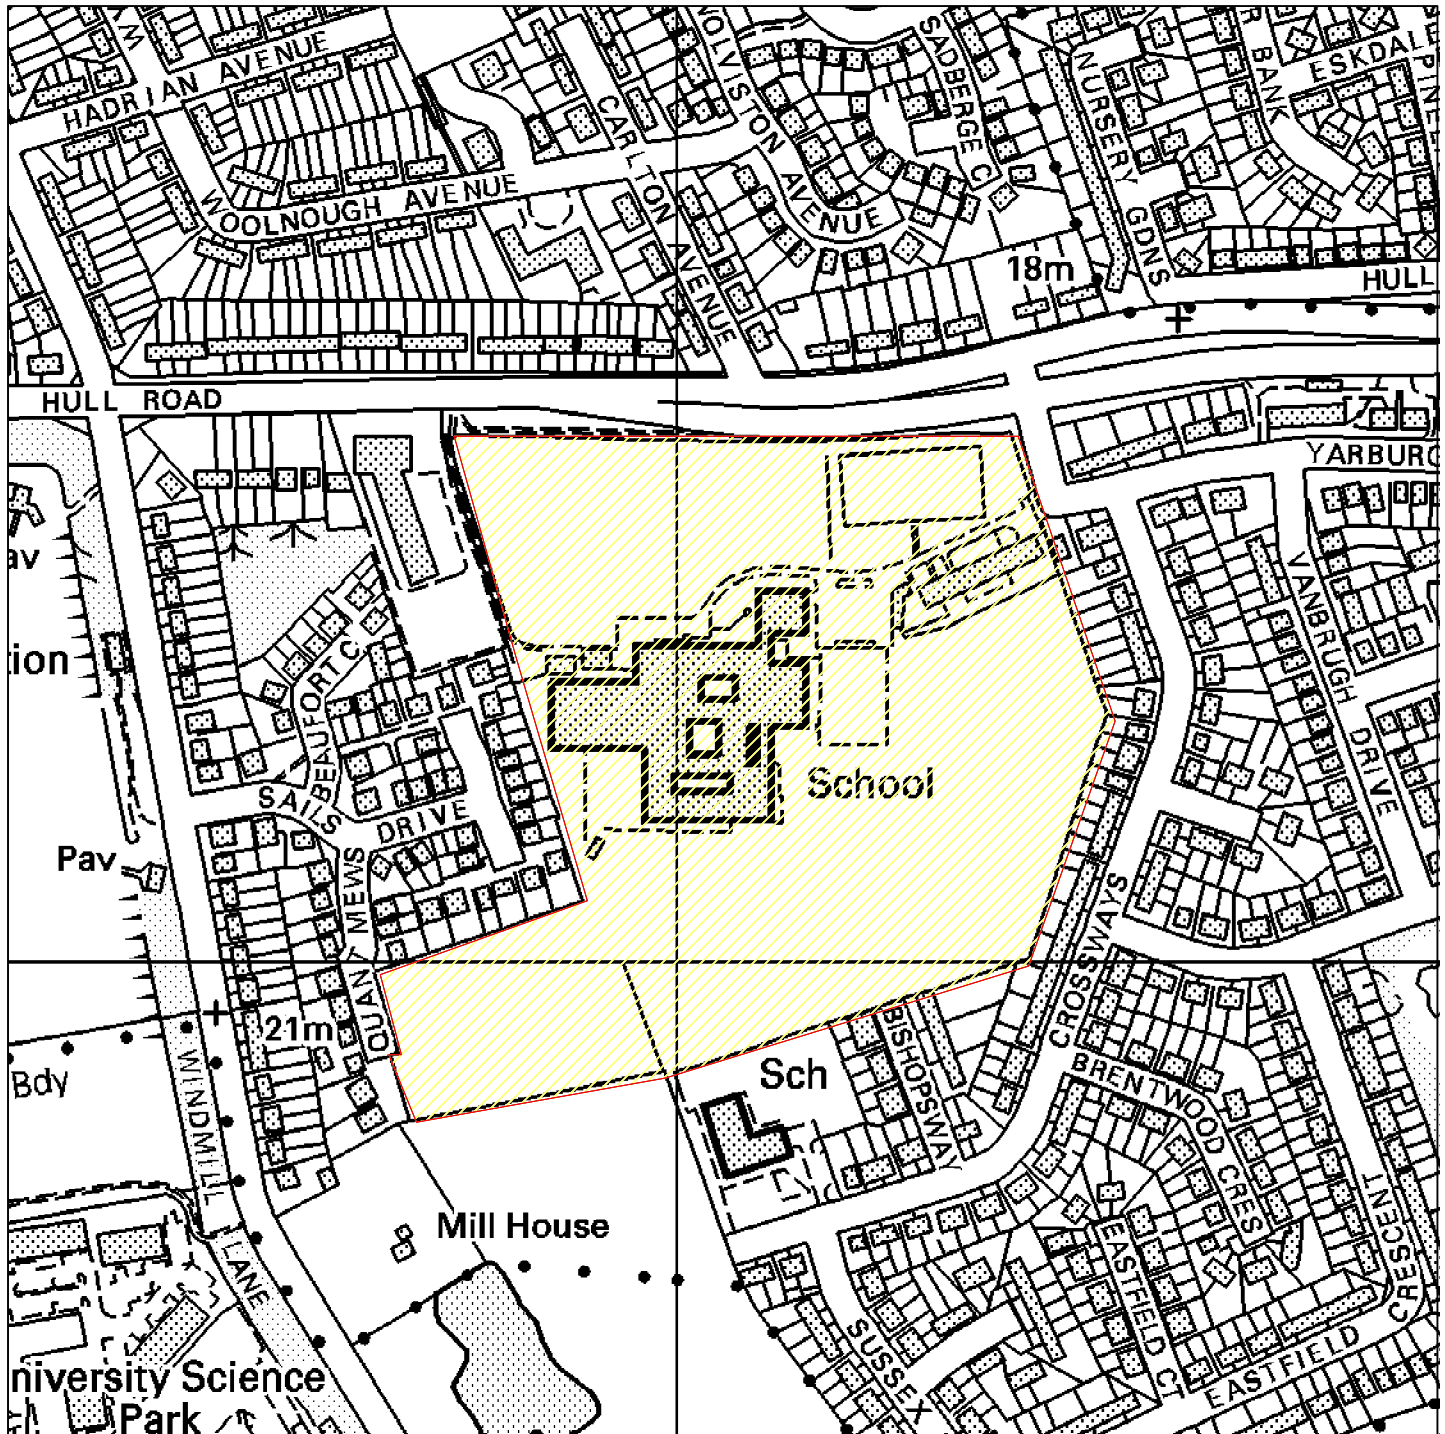 HADRIAN AVENUE
WOLVISTON
AVENUE
SADBERGE C
NURSERY
GDNS
BANK
ESKDALE
CARLTON
AVENUE
WOOLNOUGH AVENUE
18m
HULL
HULL ROAD
YARBURG
av
tion
VANBRUGH DRIVE
BEAUFORT C
SAILS
DRIVE
School
Pav
QUANT MEWS
CROSSWAYS
21m
Bdy
WINDMILL
LANE
Sch
BISHOPSWAY
BRENTWOOD CRES
Mill House
EASTFIELD CT
CRESCENT
EASTFIELD
SUSSEX
niversity Science
Park